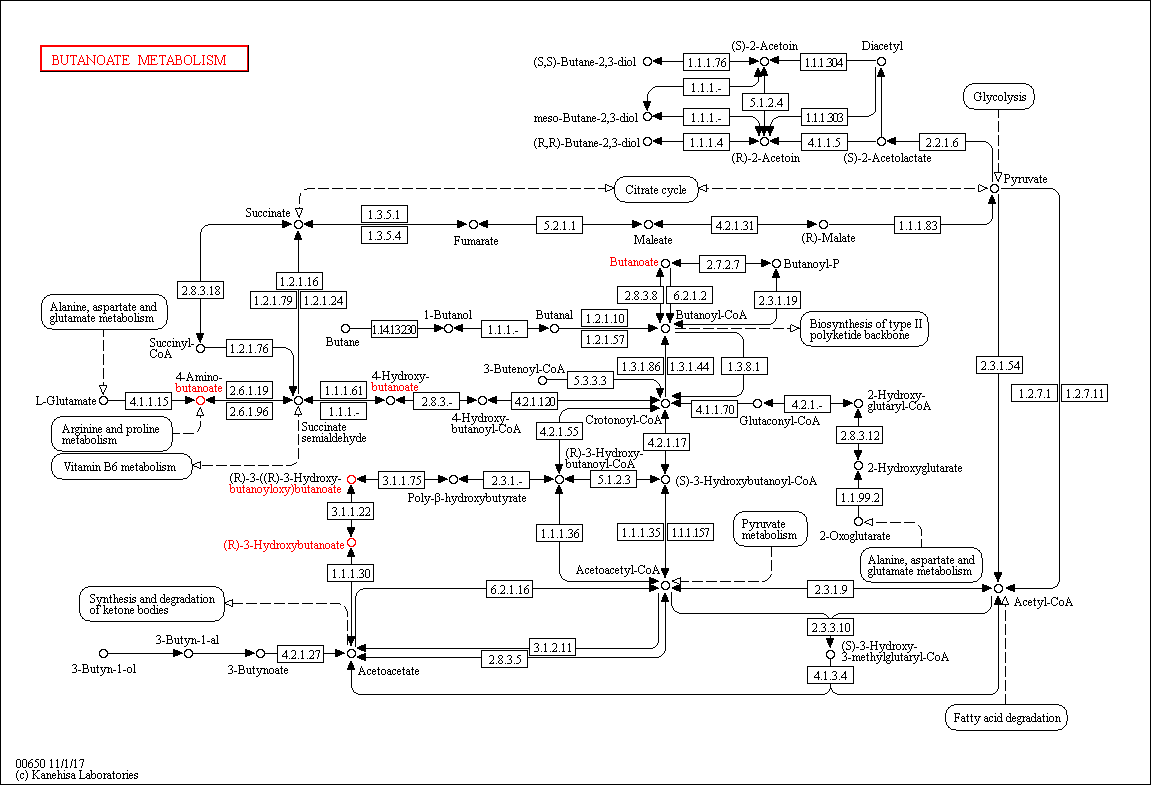 BUTANOATE METABOLISM
(S)-2-Acetoin
Diacetyl
(S,S)-Butane-2,3-diol
1.1.1.76
1.1.1.304
1.1.1.-
5.1.2.4
meso-Butane-2,3-diol
1.1.1.-
1.1.1.303
(R,R)-Butane-2,3-diol
1.1.1.4
4.1.1.5
2.2.1.6
(R)-2-Acetoin
(S)-2-Acetolactate
Glycolysis
Citrate cycle
Pyruvate
Succinate
1.3.5.1
1.3.5.4
Fumarate
5.2.1.1
Maleate
4.2.1.31
(R)-Malate
1.1.1.83
Butanoate
2.7.2.7
Butanoyl-P
2.8.3.18
1.2.1.16
1.2.1.79
1.2.1.24
2.8.3.8
6.2.1.2
2.3.1.19
Alanine, aspartate and
glutamate metabolism
1-Butanol
Butanal
1.2.1.10
Butanoyl-CoA
Butane
1.14.13.230
1.1.1.-
1.2.1.57
Biosynthesis of type II
polyketide backbone
Succinyl-
CoA
1.2.1.76
3-Butenoyl-CoA
5.3.3.3
1.3.1.86
1.3.1.44
1.3.8.1
2.3.1.54
1.2.7.1
1.2.7.11
L-Glutamate
4.1.1.15
4-Amino-
butanoate
2.6.1.19
2.6.1.96
1.1.1.61
1.1.1.-
4-Hydroxy-
butanoate
2.8.3.-
4.2.1.120
4-Hydroxy-
butanoyl-CoA
Crotonoyl-CoA
4.1.1.70
Glutaconyl-CoA
4.2.1.-
2-Hydroxy-
glutaryl-CoA
Arginine and proline
metabolism
Succinate
semialdehyde
4.2.1.55
4.2.1.17
2.8.3.12
Vitamin B6 metabolism
(R)-3-Hydroxy-
butanoyl-CoA
2-Hydroxyglutarate
(R)-3-((R)-3-Hydroxy-
butanoyloxy)butanoate
3.1.1.75
2.3.1.-
5.1.2.3
(S)-3-Hydroxybutanoyl-CoA
Poly-β-hydroxybutyrate
1.1.99.2
3.1.1.22
1.1.1.36
1.1.1.35
1.1.1.157
Pyruvate
metabolism
2-Oxoglutarate
(R)-3-Hydroxybutanoate
Alanine, aspartate and
glutamate metabolism
1.1.1.30
Acetoacetyl-CoA
6.2.1.16
2.3.1.9
Acetyl-CoA
Synthesis and degradation
of ketone bodies
2.3.3.10
3-Butyn-1-al
3.1.2.11
(S)-3-Hydroxy-
3-methylglutaryl-CoA
4.2.1.27
2.8.3.5
3-Butyn-1-ol
3-Butynoate
Acetoacetate
4.1.3.4
Fatty acid degradation
00650 11/1/17
(c) Kanehisa Laboratories